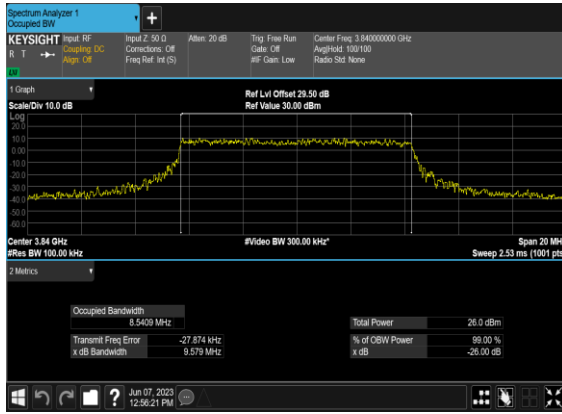 Spectrum Analyzer 1
Occupied BW
+
KEYSIGHT
R T
LW
Input: RF
Coupling: DC
Align: Off
Input Z: 50 Ω
Corrections: Off
Freq Ref: Int (S)
Atten: 20 dB
Trig: Free Run
Gate: Off
#IF Gain: Low
Center Freq: 3.840000000 GHz
Avg|Hold: 100/100
Radio Std: None
1 Graph
Scale/Div 10.0 dB
Ref Lvl Offset 29.50 dB
Ref Value 30.00 dBm
Log
20.0
10.0
0.00
-10.0
-20.0
-30.0
-40.0
-50.0
-60.0
Center 3.84 GHz
#Res BW 100.00 kHz
#Video BW 300.00 kHz*
Span 20 MH
Sweep 2.53 ms (1001 pts
2 Metrics
Occupied Bandwidth
8.5409 MHz
Transmit Freq Error -27.874 kHz
x dB Bandwidth 9.579 MHz
Total Power 26.0 dBm
% of OBW Power 99.00 %
x dB -26.00 dB
?
Jun 07, 2023
12:56:21 PM